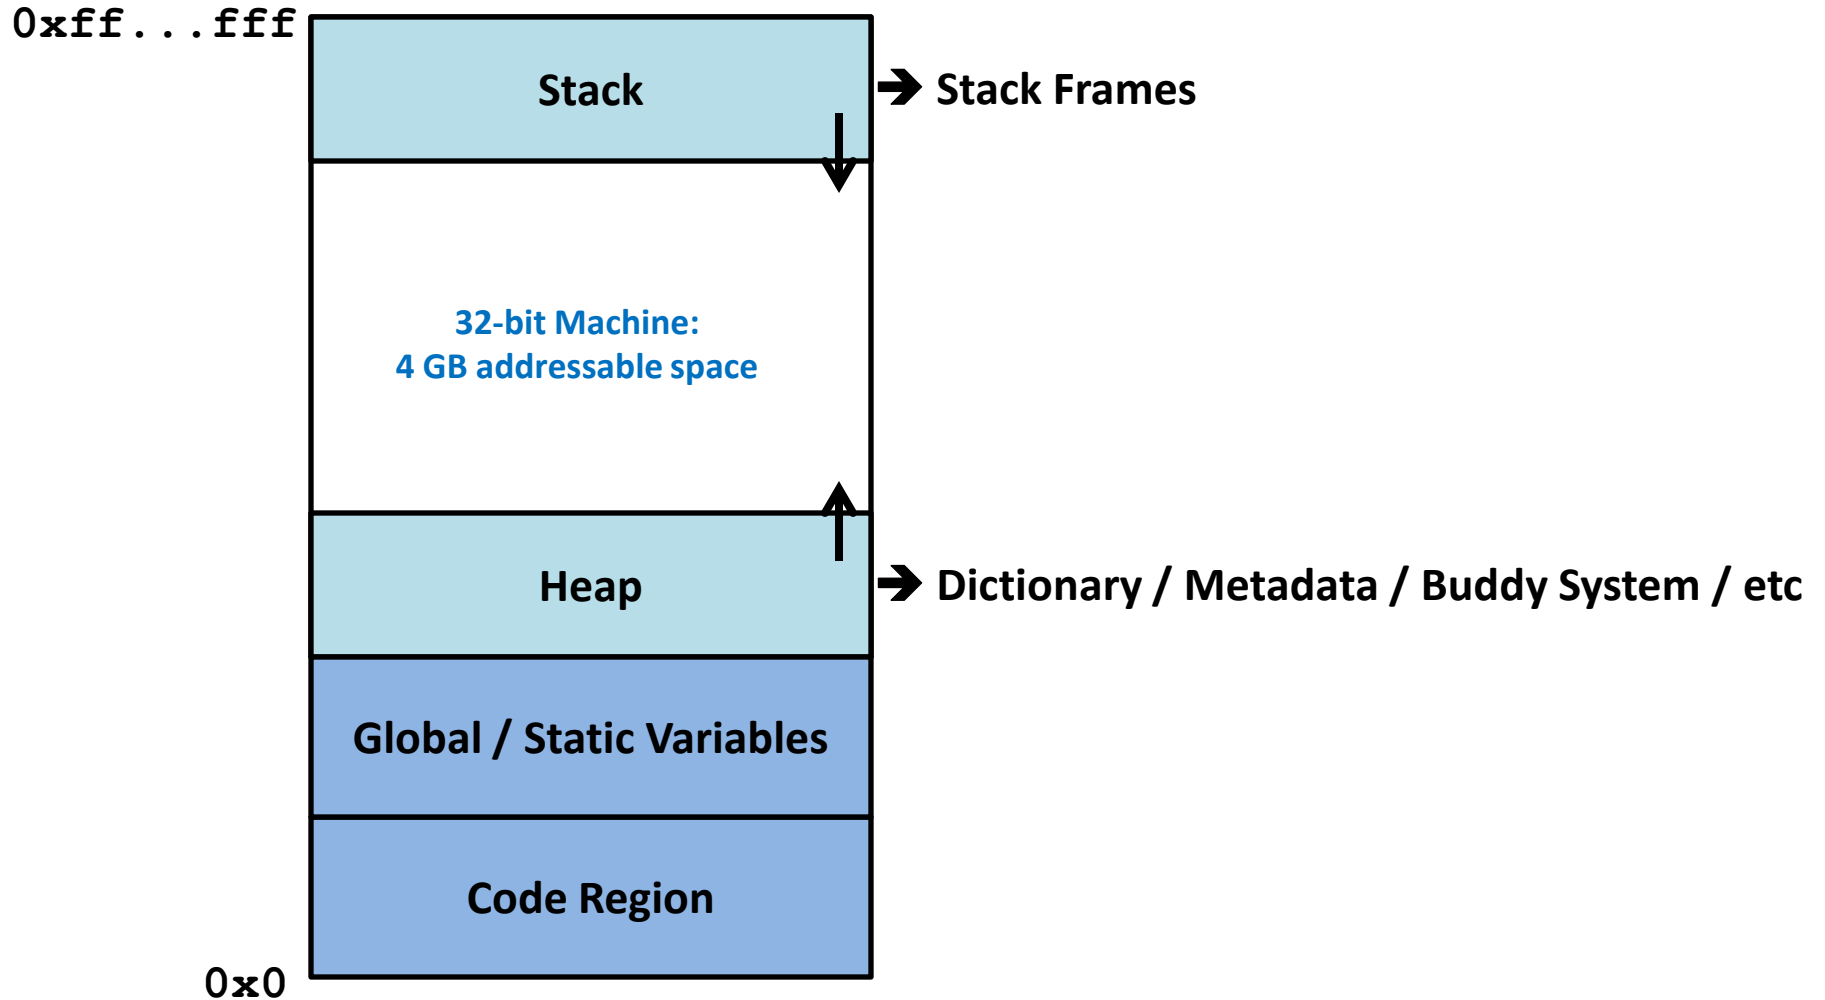 0xff...fff
Stack
➔ Stack Frames
32-bit Machine:
4 GB addressable space
Heap
➔ Dictionary / Metadata / Buddy System / etc
Global / Static Variables
Code Region
0x0